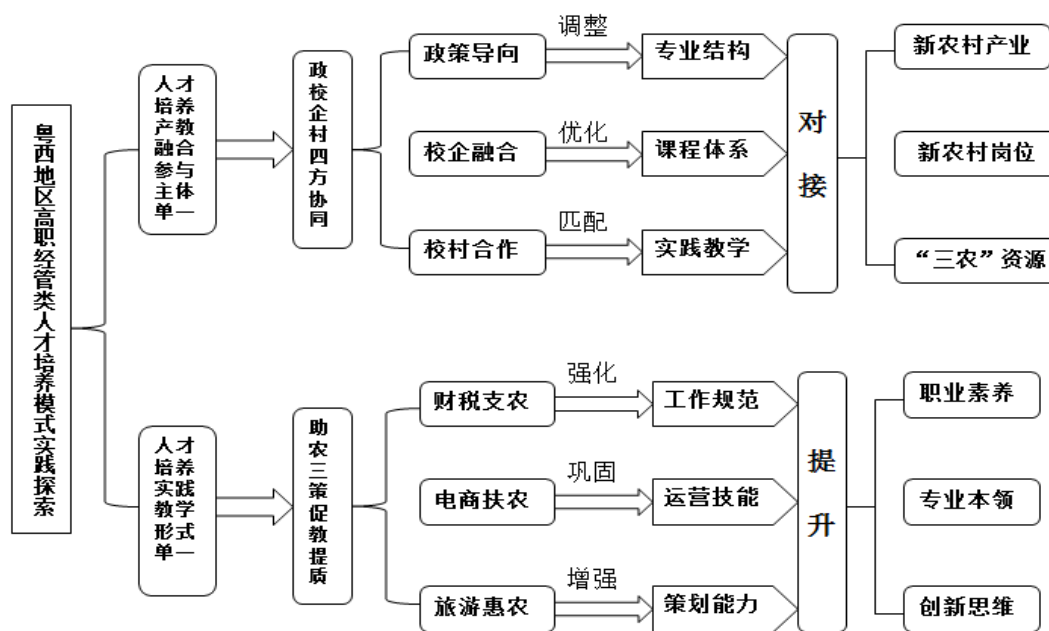 粤西地区高职经管类人才培养模式实践探索
人才
培养
产教
融合
参与
主体
单一
政校企村四方协同
政策导向
调整
专业结构
校企融合
优化
课程体系
校村合作
匹配
实践教学
对接
新农村产业
新农村岗位
“三农”资源
人才
培养
实践
教学
形式
单一
助农三策促教提质
财税支农
强化
工作规范
电商扶农
巩固
运营技能
旅游惠农
增强
策划能力
提升
职业素养
专业本领
创新思维